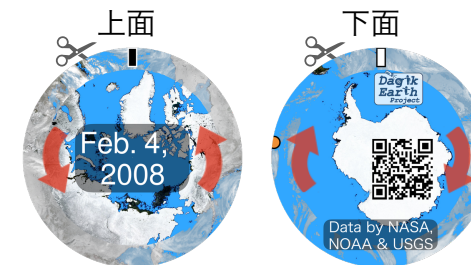 上面
下面
Feb. 4,
2008
Dagik
Earth
Project
Data by NASA,
NOAA & USGS